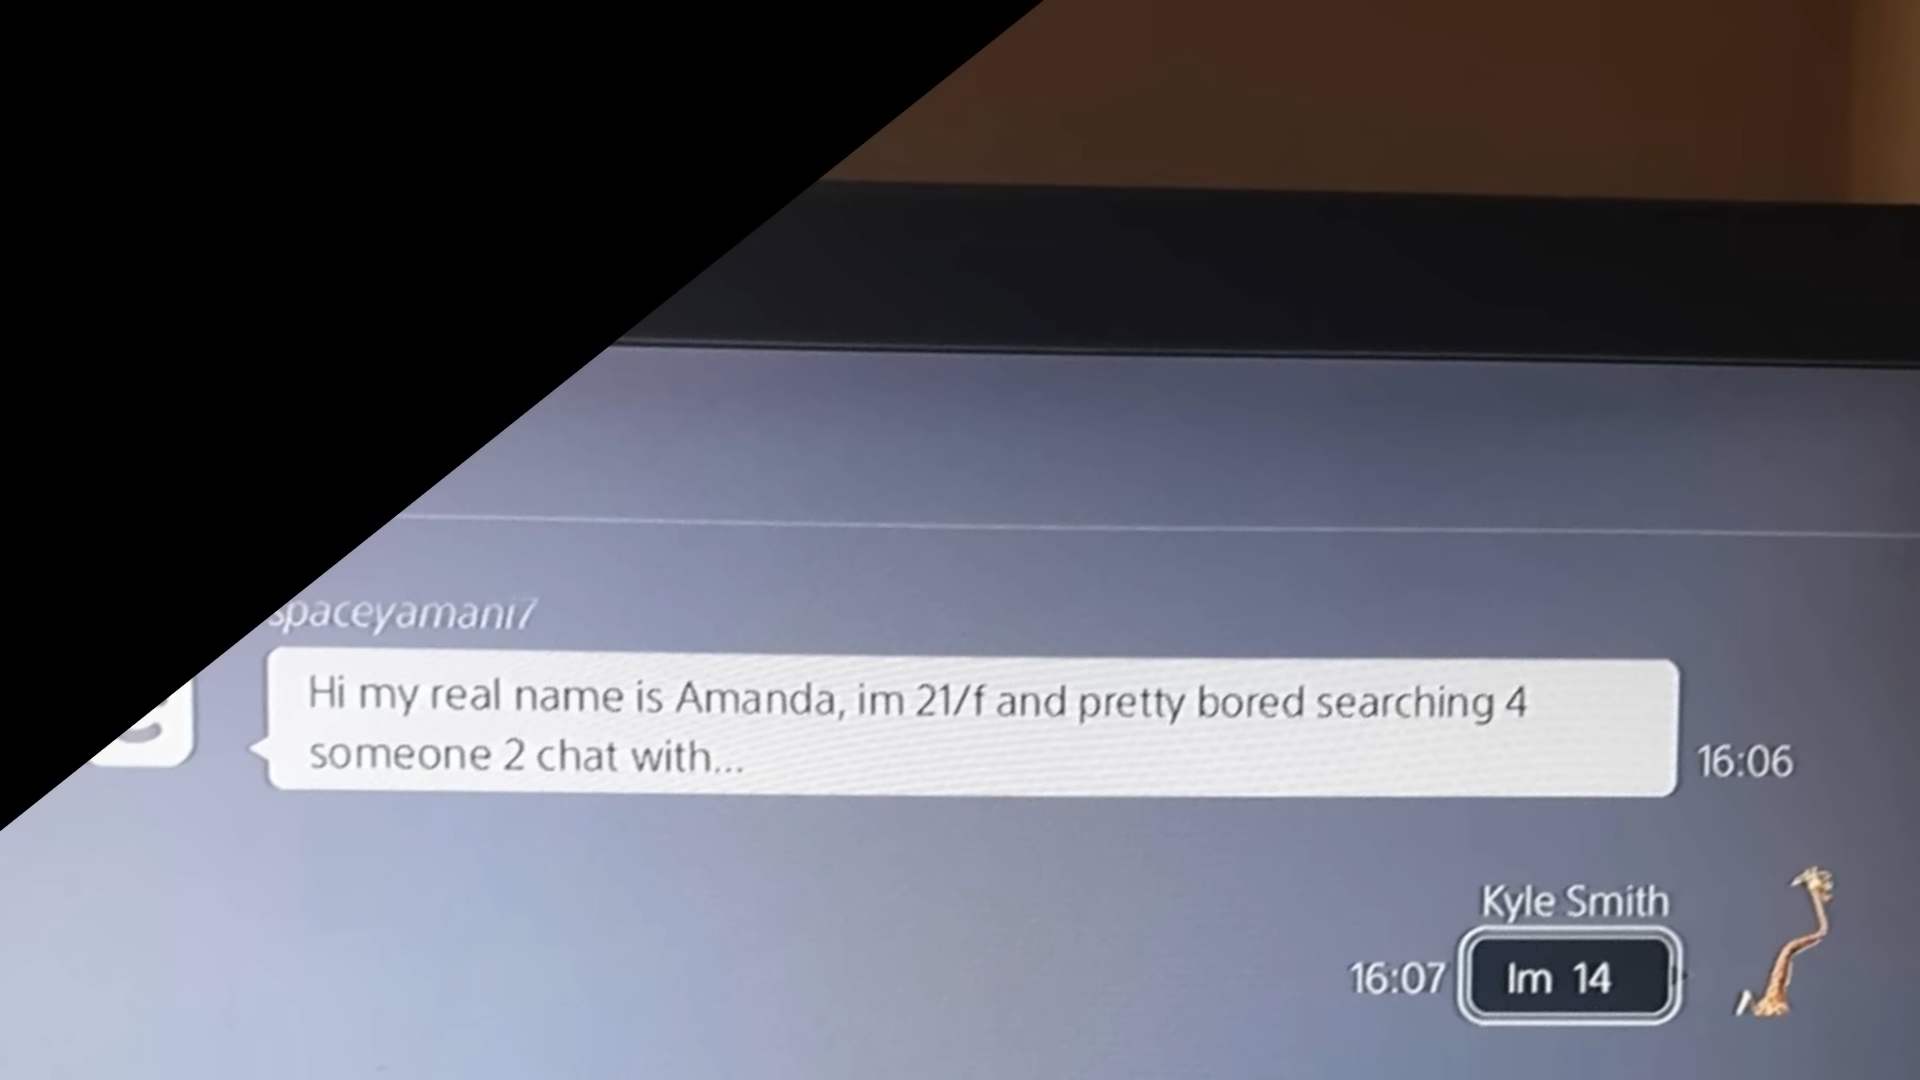 spaceyamani7
Hi my real name is Amanda, im 21/f and pretty bored searching 4
someone 2 chat with...
16:06
Kyle Smith
16:07
Im 14